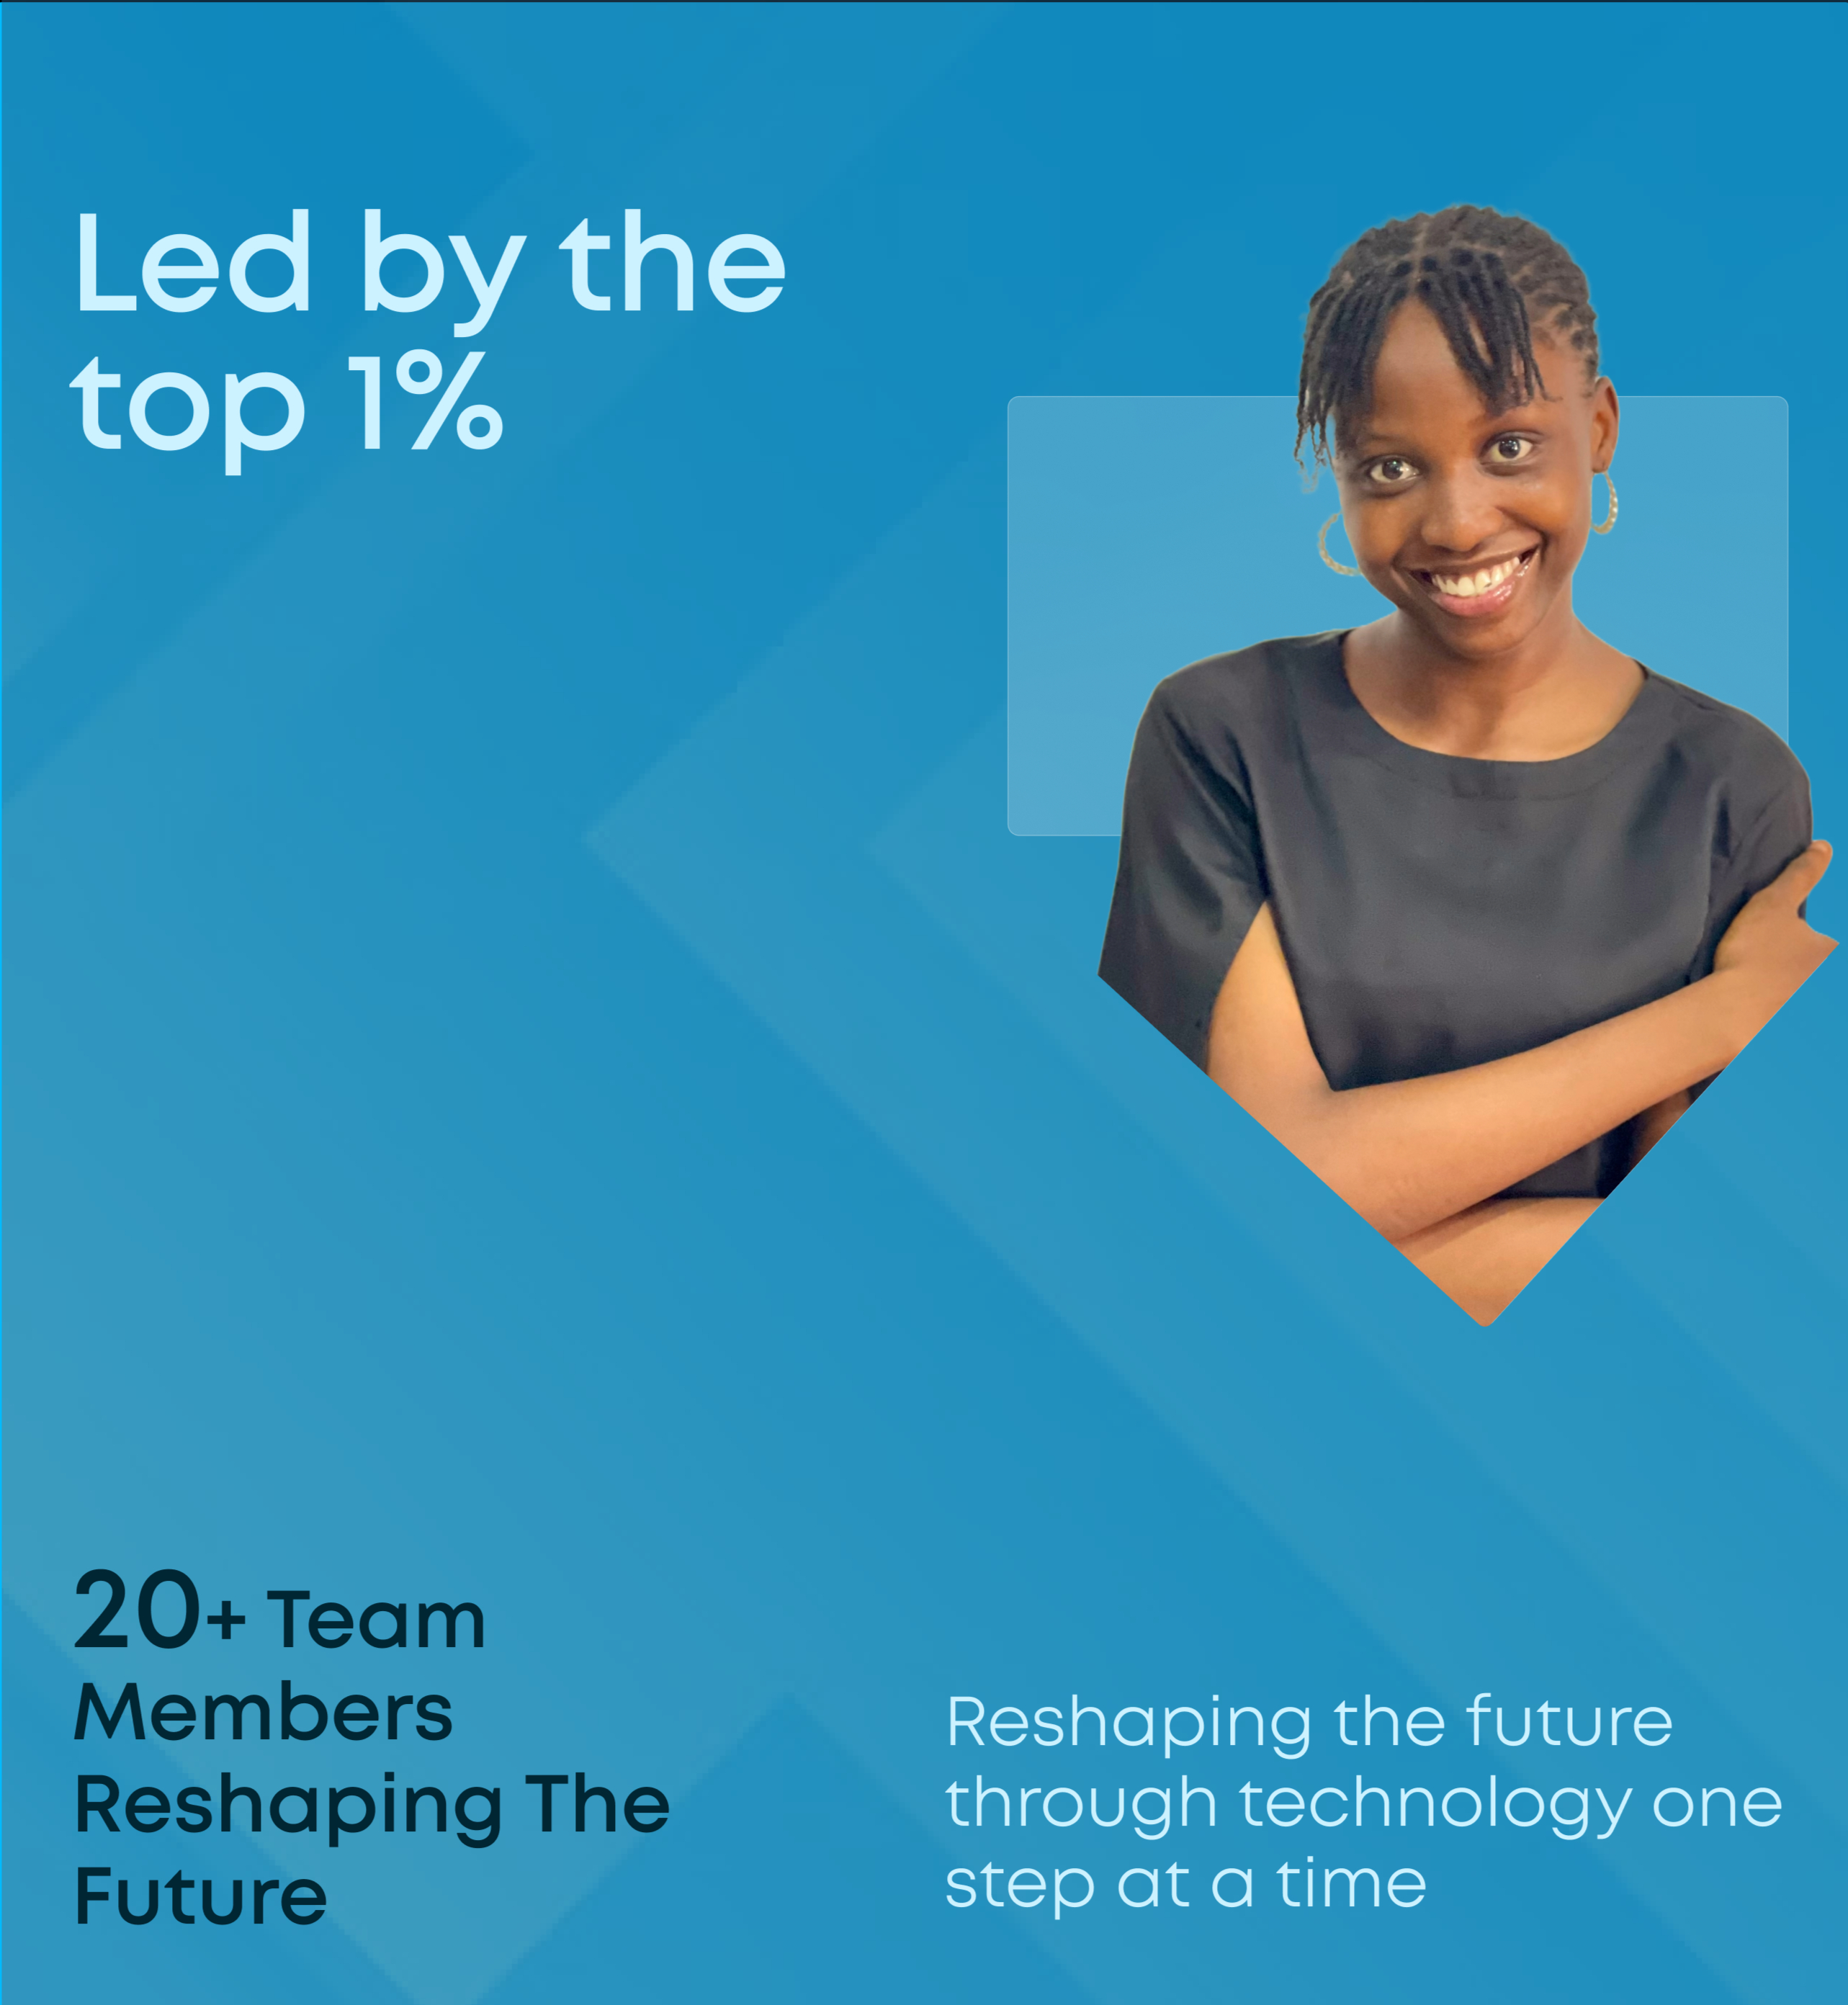 Led by the
top 1%
20+ Team
Members
Reshaping The
Future
Reshaping the future
through technology one
step at a time